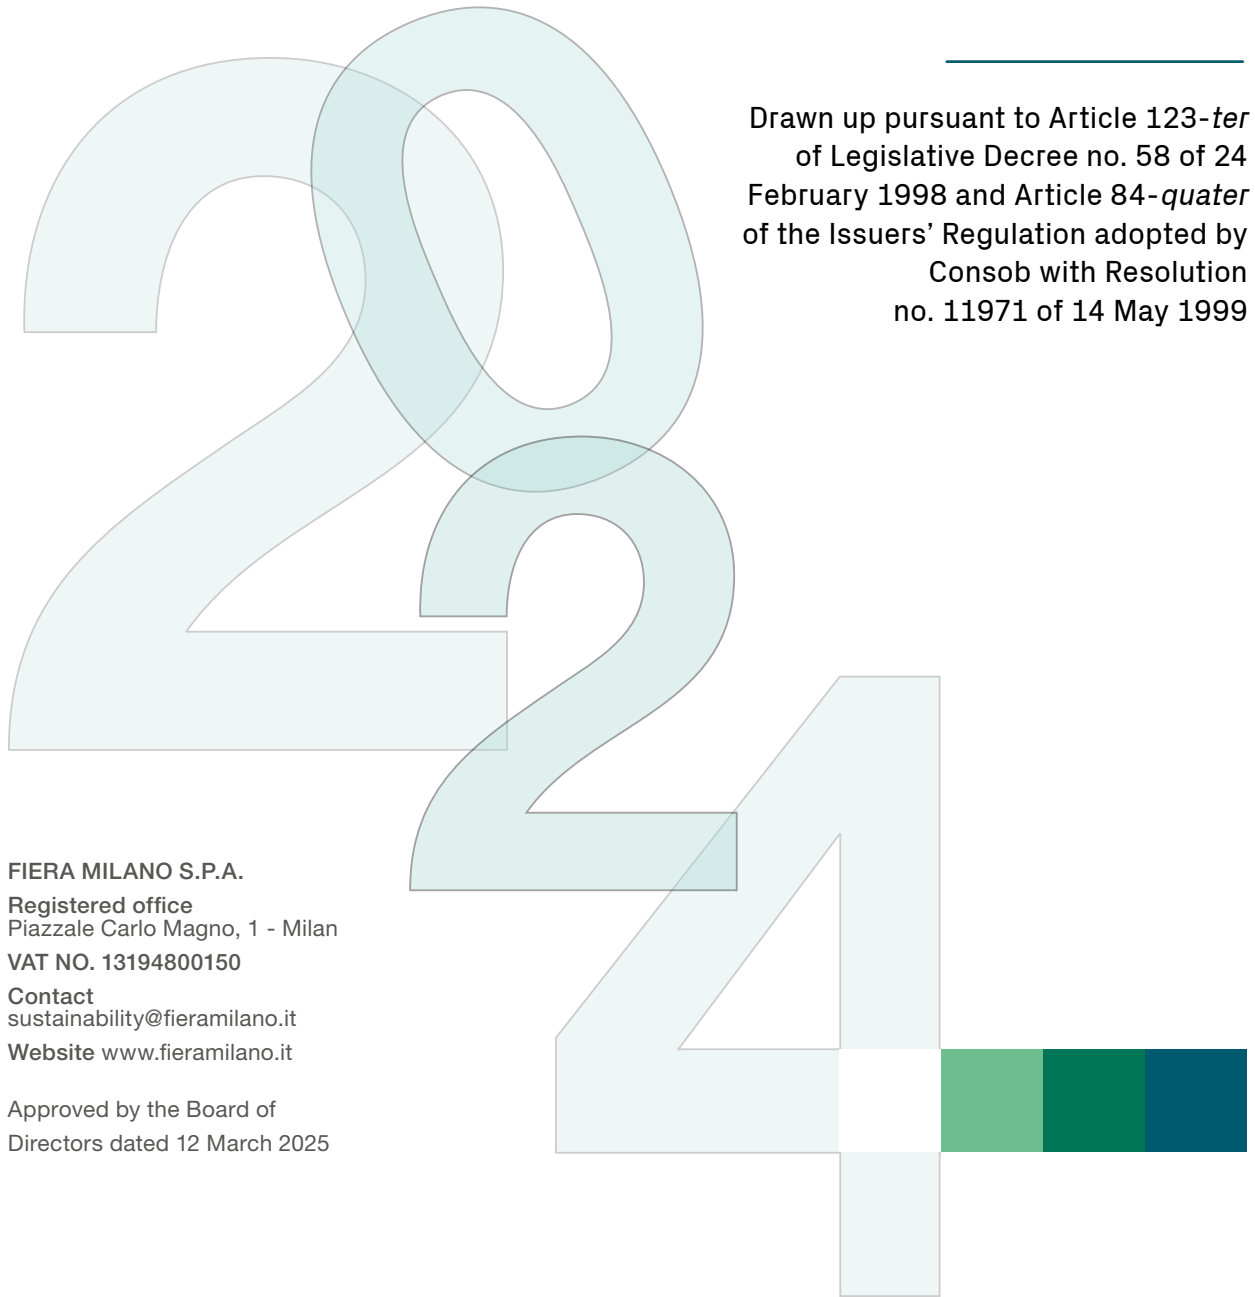 2024
Drawn up pursuant to Article 123-ter
of Legislative Decree no. 58 of 24
February 1998 and Article 84-quater
of the Issuers’ Regulation adopted by
Consob with Resolution
no. 11971 of 14 May 1999
FIERA MILANO S.P.A.
Registered office
Piazzale Carlo Magno, 1 - Milan
VAT NO. 13194800150
Contact
sustainability@fieramilano.it
Website www.fieramilano.it
Approved by the Board of
Directors dated 12 March 2025